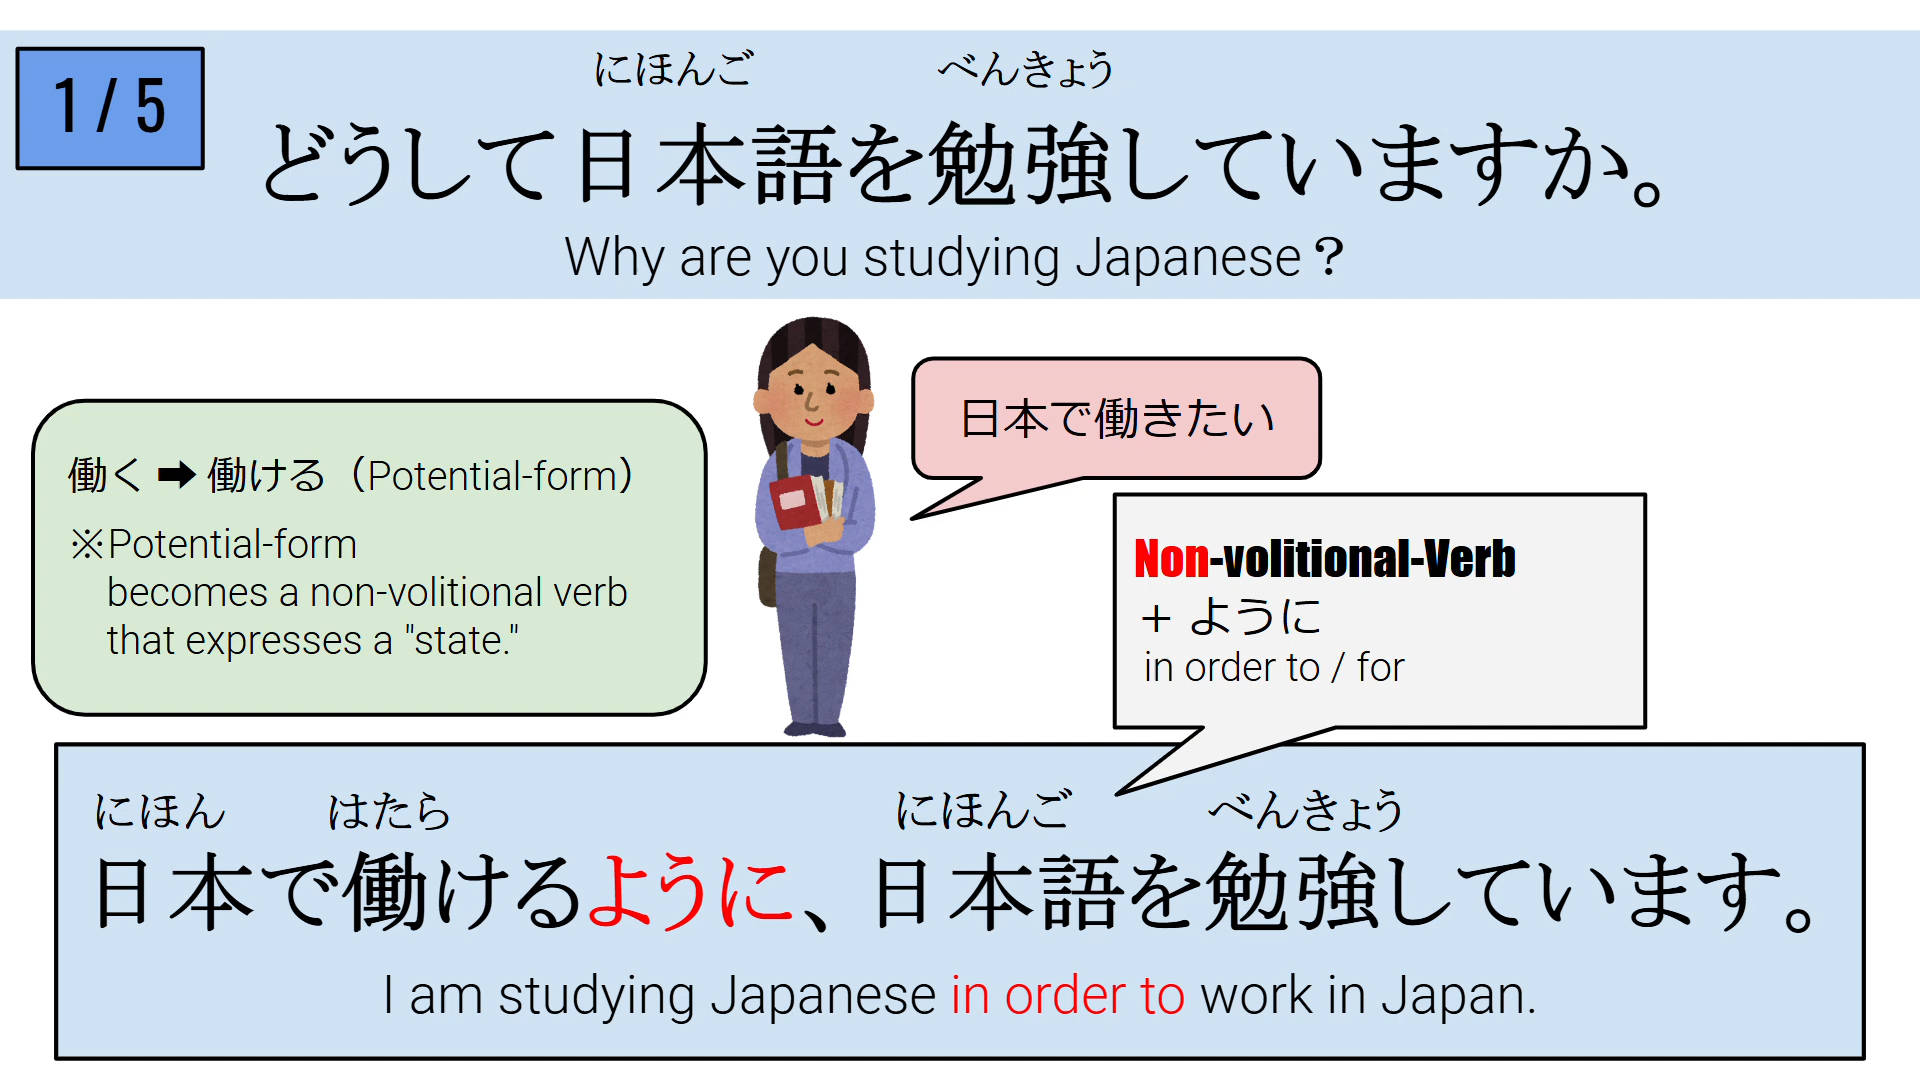 1 / 5
にほんご べんきょう
どうして日本語を勉強していますか。
Why are you studying Japanese？
日本で働きたい
働く ➡ 働ける（Potential-form）
※Potential-form
becomes a non-volitional verb
that expresses a "state."
Non-volitional-Verb
+ ように
in order to / for
にほん はたら にほんご べんきょう
日本で働けるように、日本語を勉強しています。
I am studying Japanese in order to work in Japan.